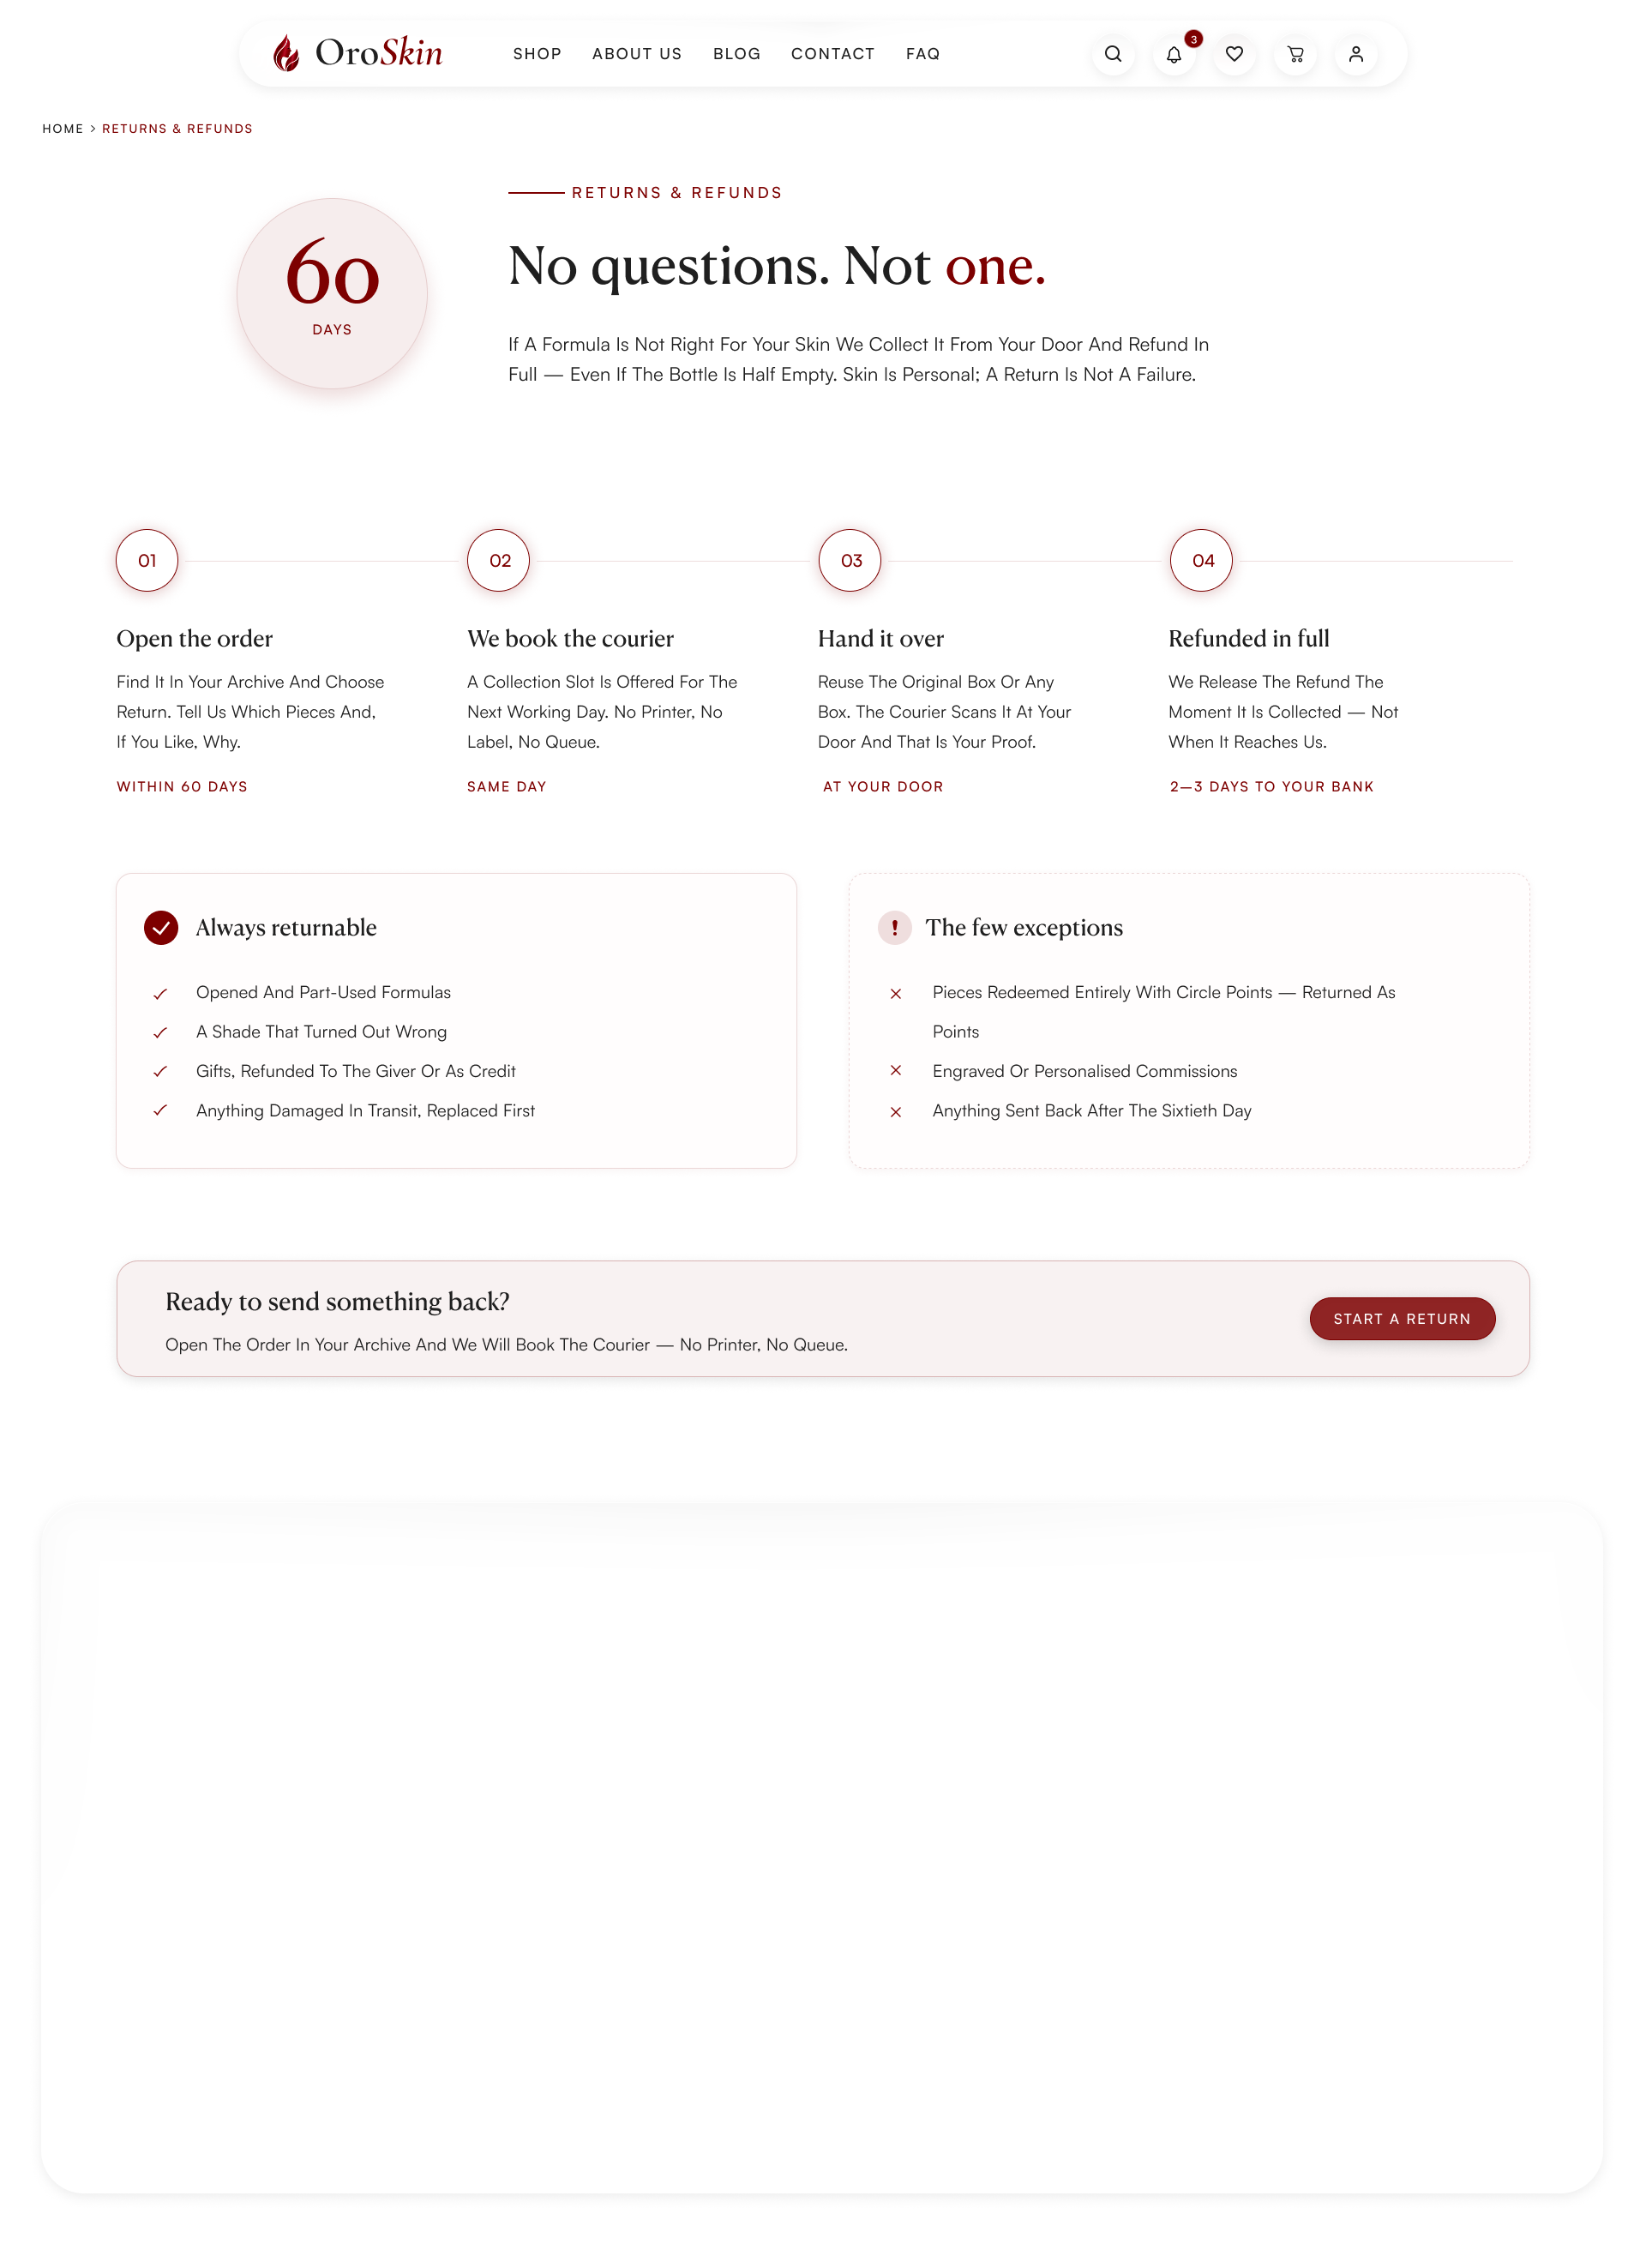 OroSkin
SHOP ABOUT US BLOG CONTACT FAQ
3
HOME > RETURNS & REFUNDS
60
DAYS
RETURNS & REFUNDS
No questions. Not one.
If A Formula Is Not Right For Your Skin We Collect It From Your Door And Refund In
Full — Even If The Bottle Is Half Empty. Skin Is Personal; A Return Is Not A Failure.
01
Open the order
Find It In Your Archive And Choose
Return. Tell Us Which Pieces And,
If You Like, Why.
WITHIN 60 DAYS
02
We book the courier
A Collection Slot Is Offered For The
Next Working Day. No Printer, No
Label, No Queue.
SAME DAY
03
Hand it over
Reuse The Original Box Or Any
Box. The Courier Scans It At Your
Door And That Is Your Proof.
AT YOUR DOOR
04
Refunded in full
We Release The Refund The
Moment It Is Collected — Not
When It Reaches Us.
2–3 DAYS TO YOUR BANK
Always returnable
Opened And Part-Used Formulas
A Shade That Turned Out Wrong
Gifts, Refunded To The Giver Or As Credit
Anything Damaged In Transit, Replaced First
The few exceptions
Pieces Redeemed Entirely With Circle Points — Returned As
Points
Engraved Or Personalised Commissions
Anything Sent Back After The Sixtieth Day
Ready to send something back?
Open The Order In Your Archive And We Will Book The Courier — No Printer, No Queue.
START A RETURN